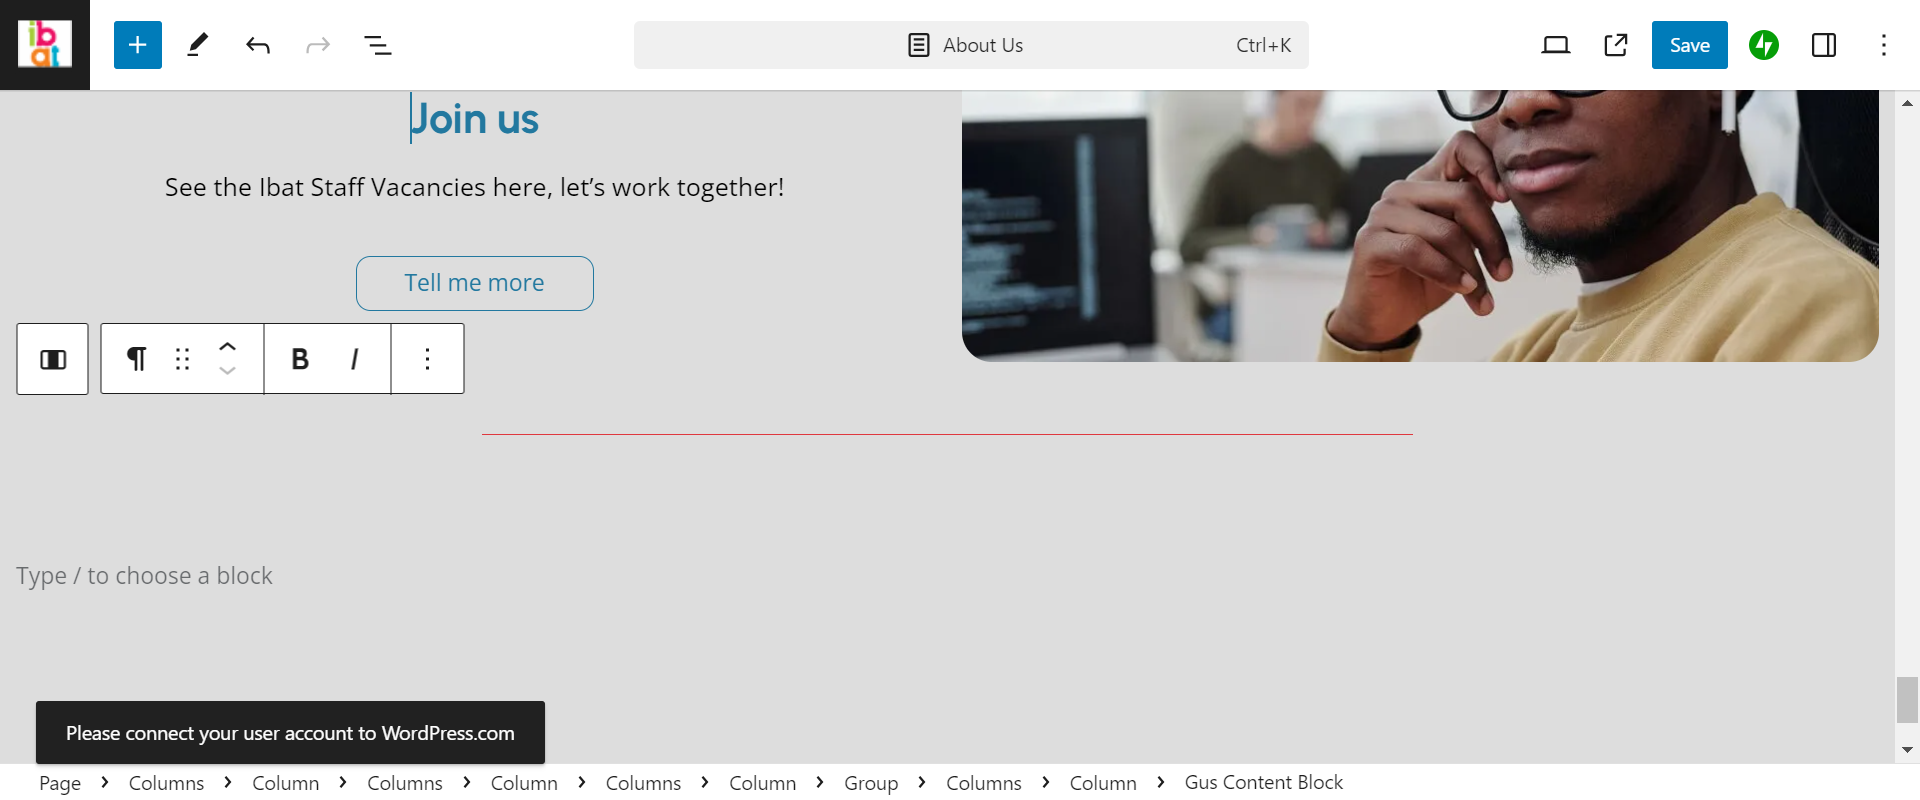 ib
at
About Us
Ctrl+K
Save
Join us
See the Ibat Staff Vacancies here, let’s work together!
Tell me more
B I
Type / to choose a block
Please connect your user account to WordPress.com
Page > Columns > Column > Columns > Column > Columns > Column > Group > Columns > Column > Gus Content Block